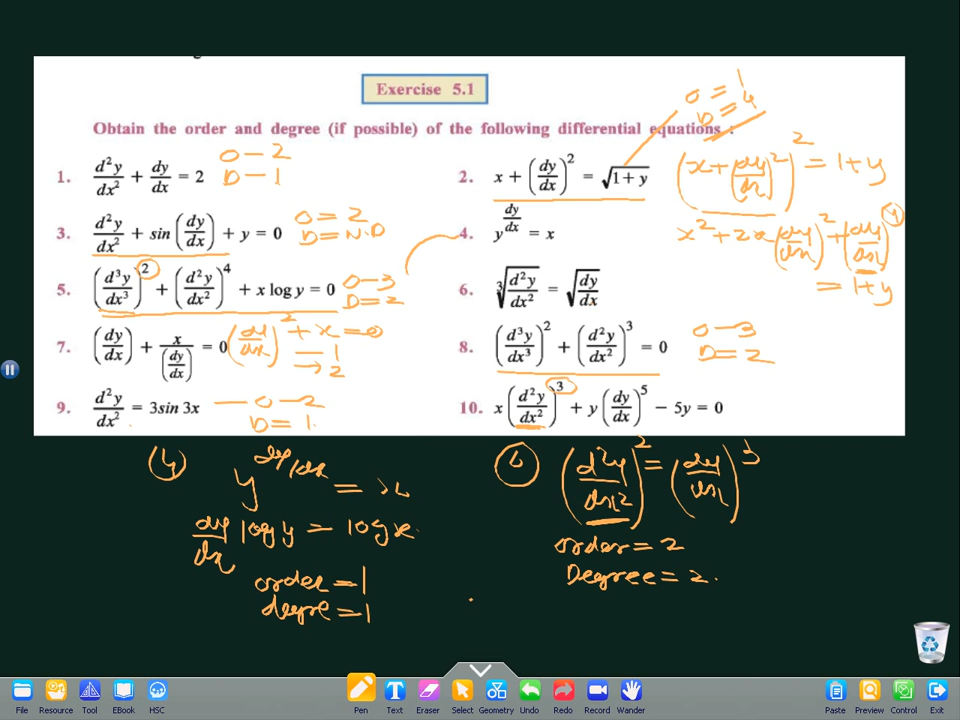 Exercise 5.1
Obtain the order and degree (if possible) of the following differential equations :
1. d²y/dx² + dy/dx = 2
O – 2
D – 1
2. x + (dy/dx)² = √(1 + y)
O = 1
D = 4
(x + (dy/dx)²)² = 1 + y
x² + 2x (dy/dx)² + (dy/dx)⁴
= 1 + y
3. d²y/dx² + sin (dy/dx) + y = 0
O = 2
D = N.D
4. y^(dy/dx) = x
5. (d³y/dx³)² + (d²y/dx²)⁴ + x log y = 0
O – 3
D = 2
6. ∛(d²y/dx²) = √(dy/dx)
7. (dy/dx) + x/(dy/dx) = 0
(dy/dx)² + x = 0
— 1
→ 2
8. (d³y/dx³)² + (d²y/dx²)³ = 0
O – 3
D = 2
9. d²y/dx² = 3sin 3x
— O – 2
D = 1.
10. x (d²y/dx²)³ + y (dy/dx)⁵ − 5y = 0
(4) y^(dy/dx) = x
dy/dx log y = log x.
order = 1
degre = 1
(6) (d²y/dx²)² = (dy/dx)³
order = 2
Degree = 2.
File Resource Tool EBook HSC Pen Text Eraser Select Geometry Undo Redo Record Wander Paste Preview Control Exit